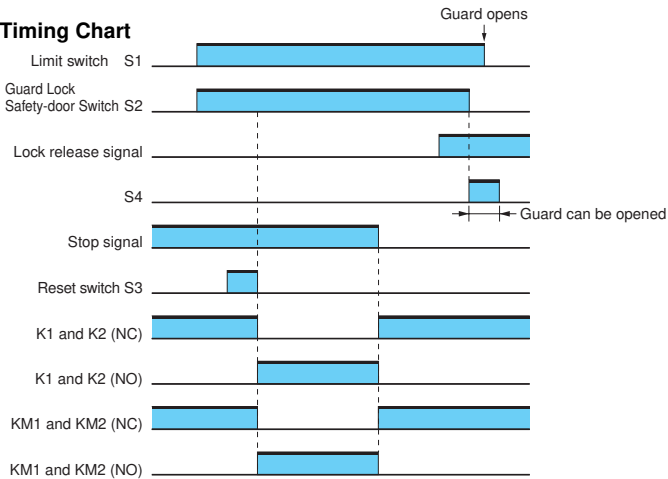 Guard opens
Timing Chart
Limit switch S1
Guard Lock
Safety-door Switch S2
Lock release signal
S4
Guard can be opened
Stop signal
Reset switch S3
K1 and K2 (NC)
K1 and K2 (NO)
KM1 and KM2 (NC)
KM1 and KM2 (NO)